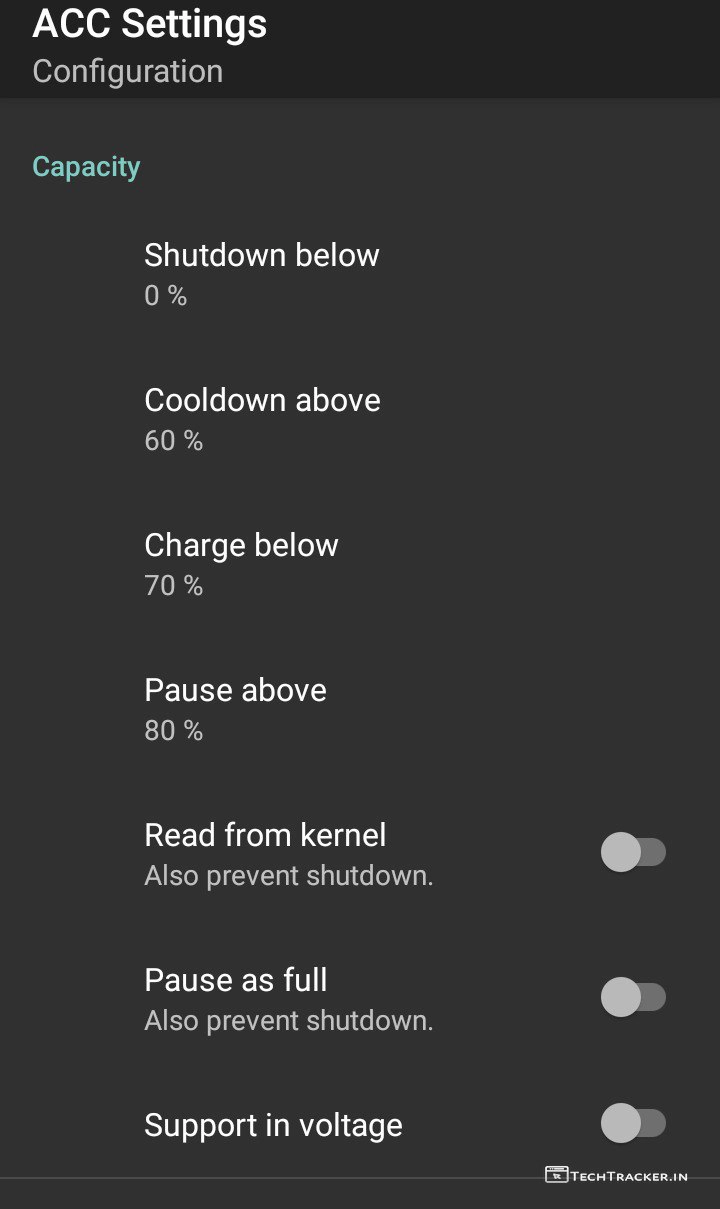 ACC Settings
Configuration
Capacity
Shutdown below
0 %
Cooldown above
60 %
Charge below
70 %
Pause above
80 %
Read from kernel
Also prevent shutdown.
Pause as full
Also prevent shutdown.
Support in voltage
TECHTRACKER.IN